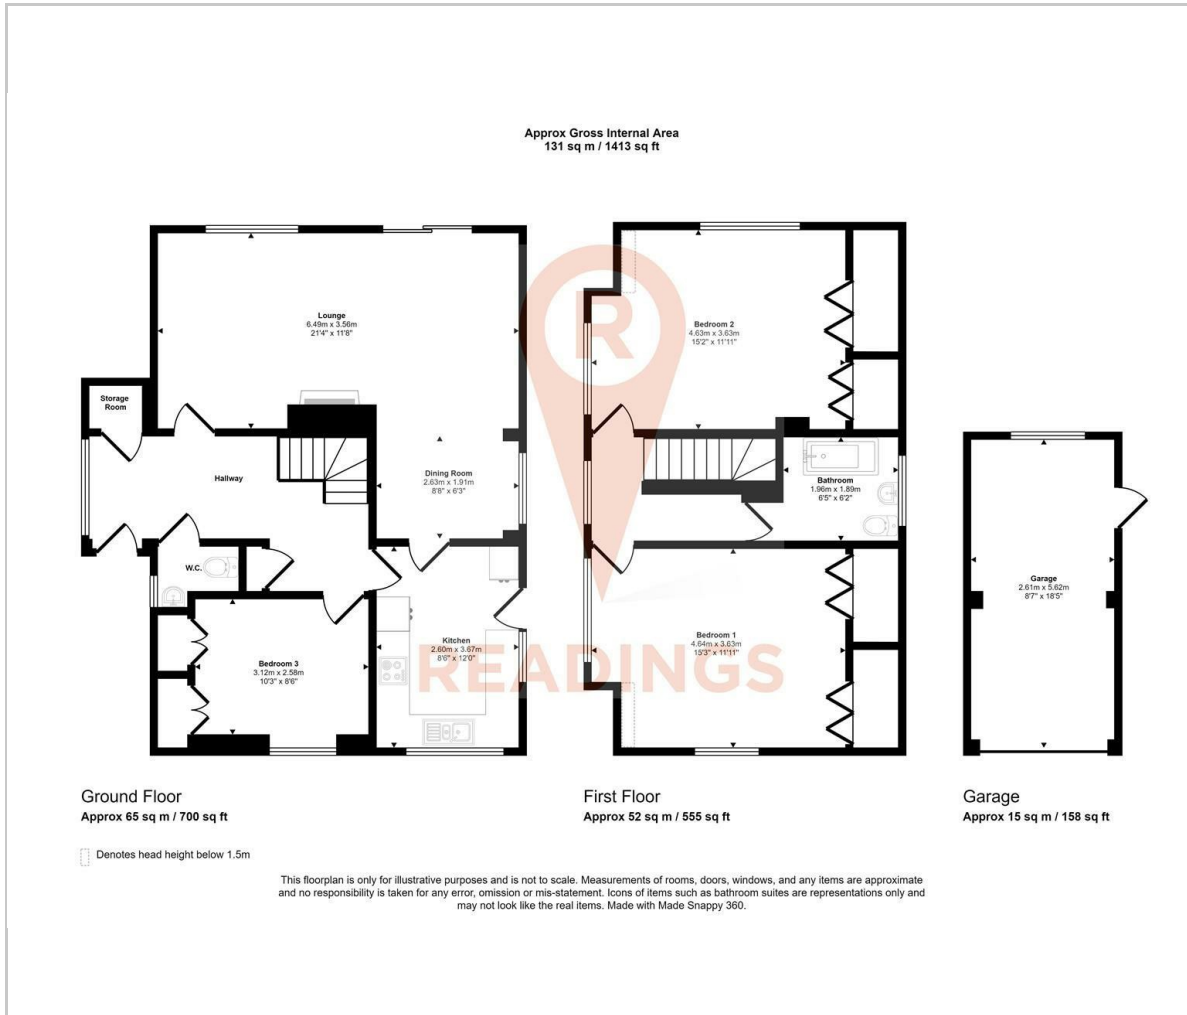 Approx Gross Internal Area
131 sq m / 1413 sq ft
Lounge
6.49m x 3.56m
21'4" x 11'8"
Storage
Room
Hallway
Dining Room
2.63m x 1.91m
8'8" x 6'3"
W.C.
Bedroom 3
3.12m x 2.58m
10'3" x 8'6"
Kitchen
2.60m x 3.67m
8'6" x 12'0"
Bedroom 2
4.63m x 3.63m
15'2" x 11'11"
Bathroom
1.96m x 1.89m
6'5" x 6'2"
Bedroom 1
4.64m x 3.63m
15'3" x 11'11"
Garage
2.61m x 5.62m
8'7" x 18'5"
R
READINGS
Ground Floor
Approx 65 sq m / 700 sq ft
First Floor
Approx 52 sq m / 555 sq ft
Garage
Approx 15 sq m / 158 sq ft
Denotes head height below 1.5m
This floorplan is only for illustrative purposes and is not to scale. Measurements of rooms, doors, windows, and any items are approximate
and no responsibility is taken for any error, omission or mis-statement. Icons of items such as bathroom suites are representations only and
may not look like the real items. Made with Made Snappy 360.